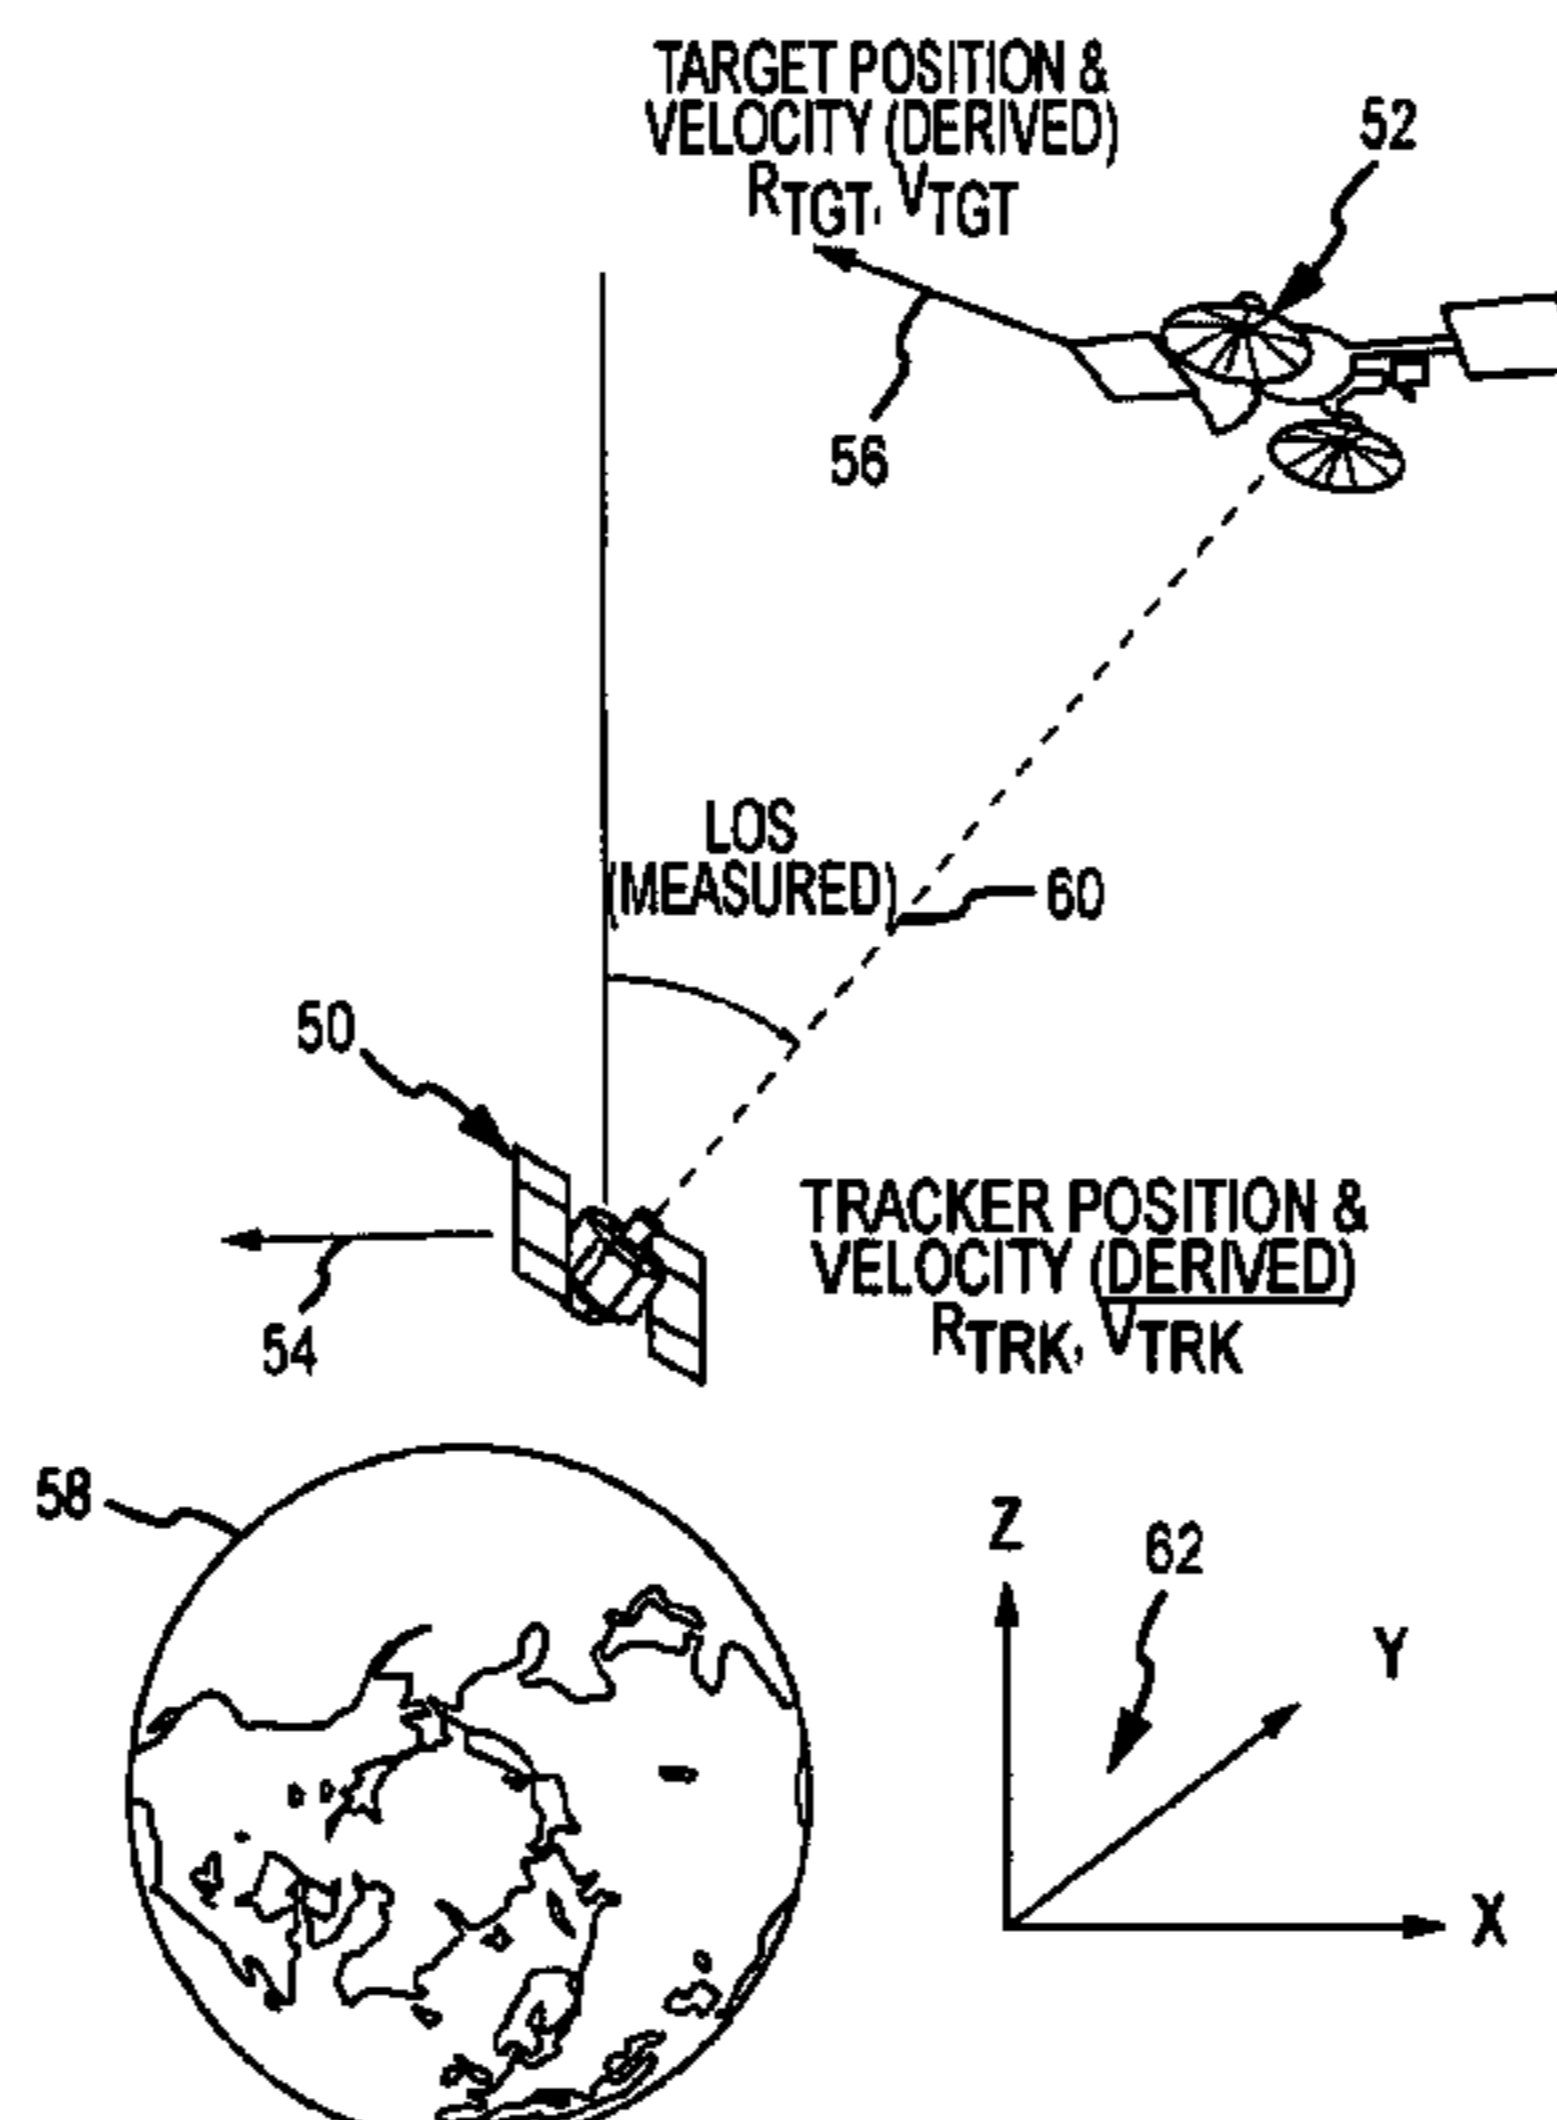 TARGET POSITION &
VELOCITY (DERIVED)
RTGT, VTGT
52
56
LOS
(MEASURED)
60
50
TRACKER POSITION &
VELOCITY (DERIVED)
RTRK, VTRK
54
58
Z
62
Y
X